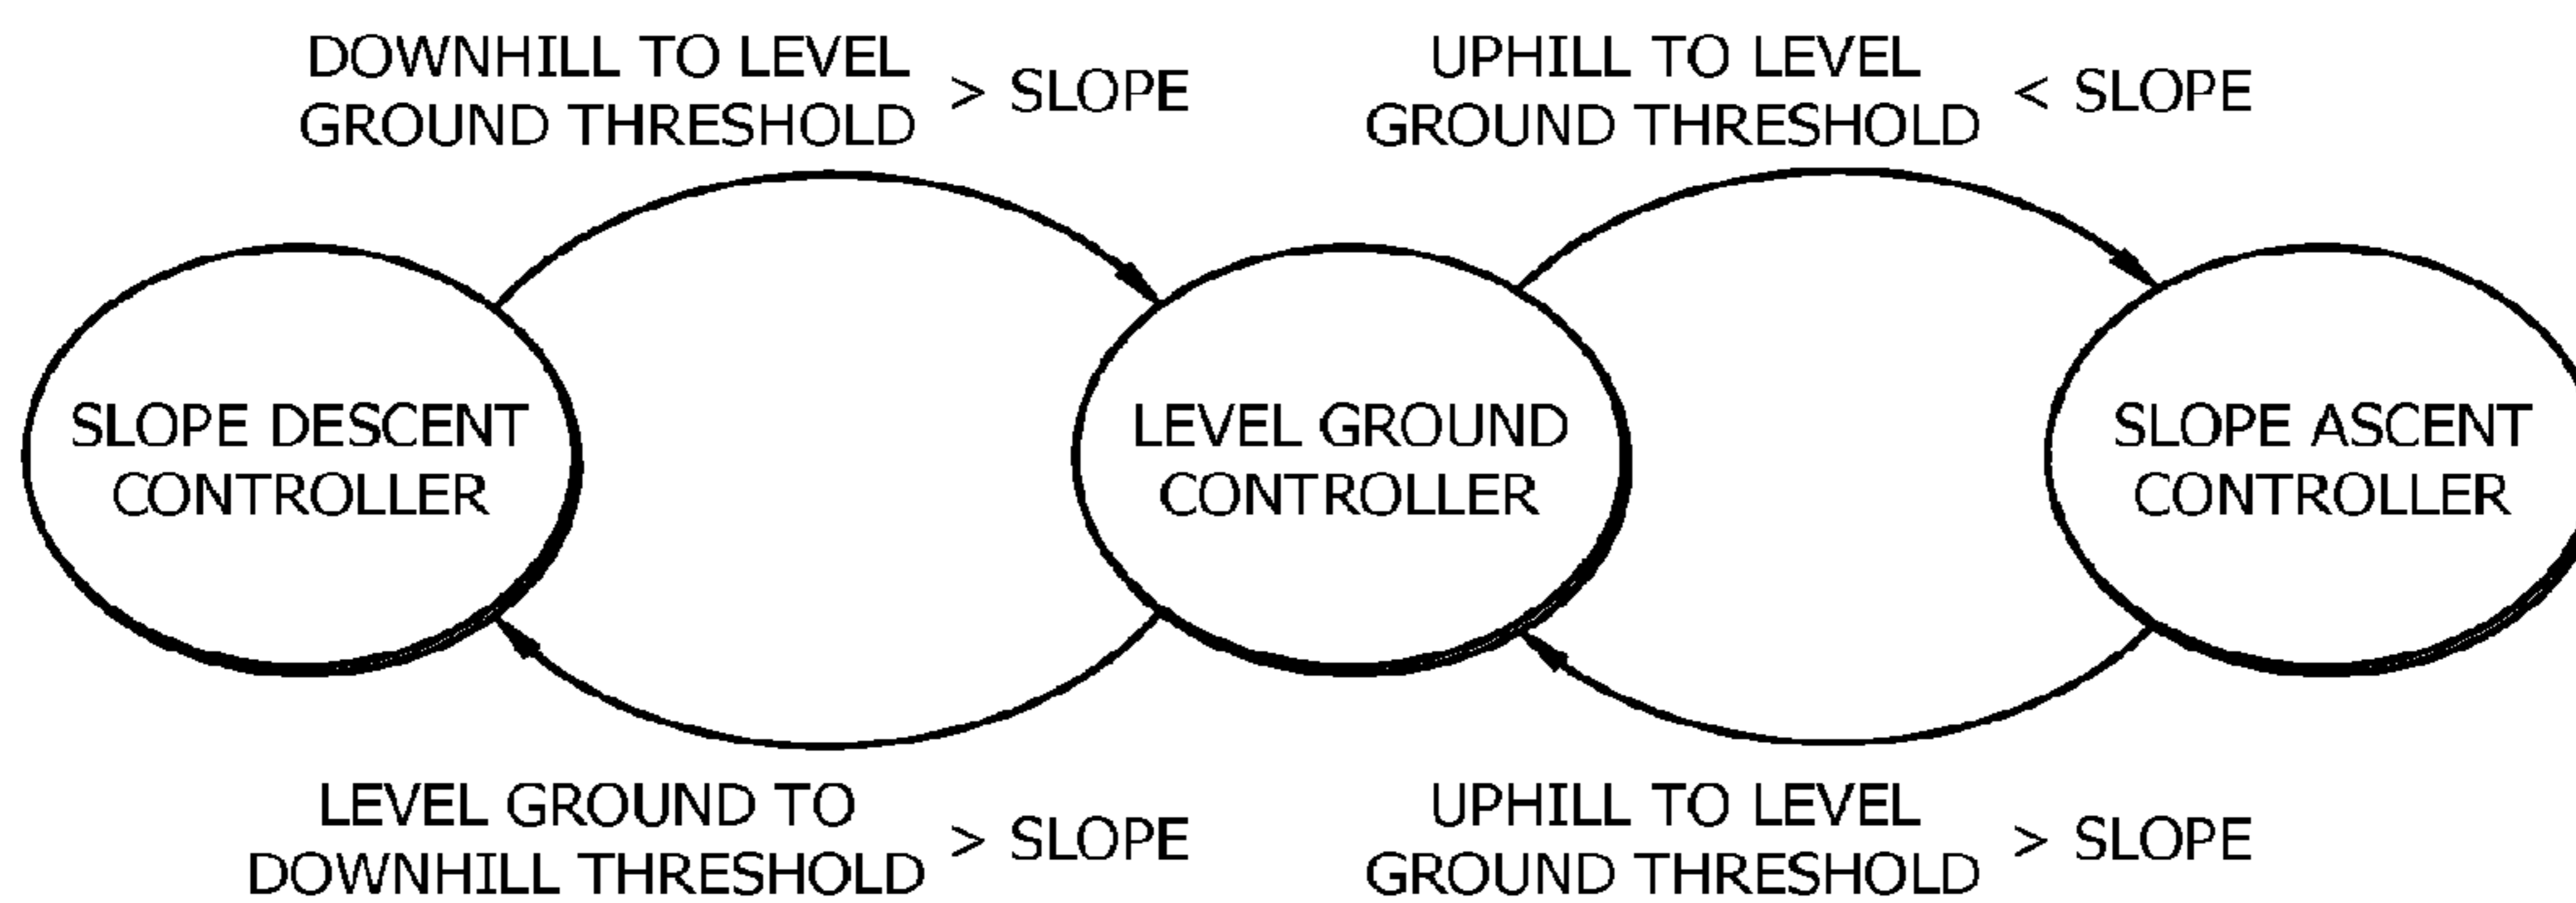 DOWNHILL TO LEVEL
GROUND THRESHOLD > SLOPE
UPHILL TO LEVEL
GROUND THRESHOLD < SLOPE
SLOPE DESCENT
CONTROLLER
LEVEL GROUND
CONTROLLER
SLOPE ASCENT
CONTROLLER
LEVEL GROUND TO
DOWNHILL THRESHOLD > SLOPE
UPHILL TO LEVEL
GROUND THRESHOLD > SLOPE